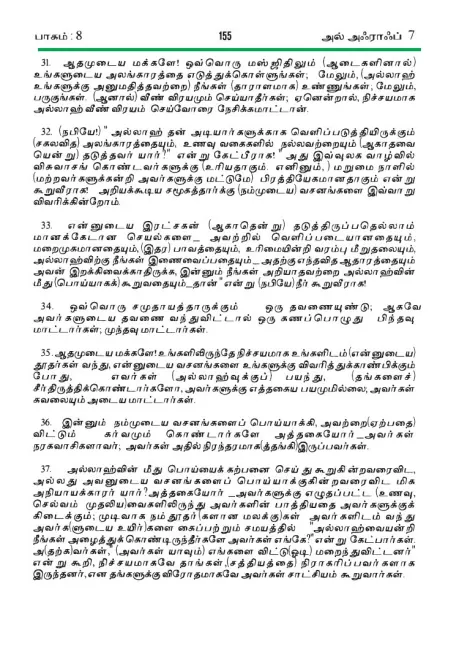 பாகம் : 8 155 அல் அஃராஃப் 7
31. ஆதமுடைய மக்களே! ஒவ்வொரு மஸ்ஜிதிலும் (ஆடைகளினால்)
உங்களுடைய அலங்காரத்தை எடுத்துக்கொள்ளுங்கள்; மேலும், (அல்லாஹ்
உங்களுக்கு அனுமதித்தவற்றை) நீங்கள் (தாராளமாக) உண்ணுங்கள்; மேலும்,
பருகுங்கள். (ஆனால்) வீண் விரயமும் செய்யாதீர்கள்; ஏனென்றால், நிச்சயமாக
அல்லாஹ் வீண் விரயம் செய்வோரை நேசிக்கமாட்டான்.
32. (நபியே!) " அல்லாஹ் தன் அடியார்களுக்காக வெளிப்படுத்தியிருக்கும்
(சகலவித) அலங்காரத்தையும், உணவு வகைகளில் நல்லவற்றையும் (ஆகாதவை
யென்று) தடுத்தவர் யார்?" என்று கேட்பீராக! அது இவ்வுலக வாழ்வில்
விசுவாசங் கொண்டவர்களுக்கு (உரியதாகும். எனினும், ) மறுமை நாளில்
(மற்றவர்களுக்கன்றி அவர்களுக்கு மட்டுமே) பிரத்தியேகமானதாகும் என்று
கூறுவீராக! அறியக்கூடிய சமூகத்தார்க்கு (நம்முடைய) வசனங்களை இவ்வாறு
விவரிக்கின்றோம்.
33. என்னுடைய இரட்சகன் (ஆகாதென்று) தடுத்திருப்பதெல்லாம்
மானக்கேடான செயல்களை_ அவற்றில் வெளிப்படையானதையும்,
மறைமுகமானதையும், (இதர) பாவத்தையும், உரிமையின்றி வரம்பு மீறுதலையும்,
அல்லாஹ்விற்கு நீங்கள் இணைவைப்பதையும்_ அதற்கு எந்தவித ஆதாரத்தையும்
அவன் இறக்கிவைக்காதிருக்க, இன்னும் நீங்கள் அறியாதவற்றை அல்லாஹ்வின்
மீது (பொய்யாகக்) கூறுவதையும்_தான்" என்று (நபியே) நீர் கூறுவீராக!
34. ஒவ்வொரு சமுதாயத்தாருக்கும் ஒரு தவணையுண்டு; ஆகவே
அவர்களுடைய தவணை வந்துவிட்டால் ஒரு கணப்பொழுது பிந்தவு
மாட்டார்கள்; முந்தவு மாட்டார்கள்.
35. ஆதமுடைய மக்களே! உங்களிலிருந்தே நிச்சயமாக உங்களிடம் (என்னுடைய)
தூதர்கள் வந்து, என்னுடைய வசனங்களை உங்களுக்கு விவரித்துக்காண்பிக்கும்
போது, எவர்கள் (அல்லாஹ்வுக்குப்) பயந்து, (தங்களைச்)
சீர்திருத்திக்கொண்டார்களோ, அவர்களுக்கு எத்தகைய பயமுமில்லை; அவர்கள்
கவலையும் அடையமாட்டார்கள்.
36. இன்னும் நம்முடைய வசனங்களைப் பொய்யாக்கி, அவற்றை(ஏற்பதை)
விட்டும் கர்வமும் கொண்டார்களே அத்தகையோர் _அவர்கள்
நரகவாசிகளாவர்; அவர்கள் அதில் நிரந்தரமாக(த்தங்கி)இருப்பவர்கள்.
37. அல்லாஹ்வின் மீது பொய்யைக் கற்பனை செய்து கூறுகின்றவரைவிட,
அல்லது அவனுடைய வசனங்களைப் பொய்யாக்குகின்றவரைவிட மிக
அநியாயக்காரர் யார்? அத்தகையோர் _அவர்களுக்கு எழுதப்பட்ட (உணவு,
செல்வம் முதலிய)வைகளிலிருந்து அவர்களின் பாத்தியதை அவர்களுக்குக்
கிடைக்கும்; முடிவாக நம் தூதர்(களான மலக்கு)கள் அவர்களிடம் வந்து
அவர்க(ளுடைய உயிர்)களை கைப்பற்றும் சமயத்தில் அல்லாஹ்வையன்றி
நீங்கள் அழைத்துக்கொண்டிருந்தீர்களே அவர்கள் எங்கே?" என்று கேட்பார்கள்.
அ(தற்க)வர்கள், "(அவர்கள் யாவும்) எங்களை விட்டு(ஓடி) மறைந்துவிட்டனர்"
என்று கூறி, நிச்சயமாகவே தாங்கள்,(சத்தியத்தை) நிராகரிப்பவர்களாக
இருந்தனர், என தங்களுக்கு விரோதமாகவே அவர்கள் சாட்சியம் கூறுவார்கள்.